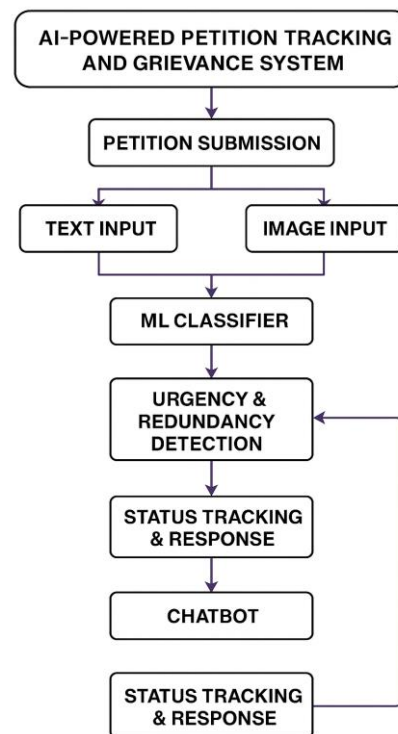 AI-POWERED PETITION TRACKING
AND GRIEVANCE SYSTEM
PETITION SUBMISSION
TEXT INPUT
IMAGE INPUT
ML CLASSIFIER
URGENCY &
REDUNDANCY
DETECTION
STATUS TRACKING
& RESPONSE
CHATBOT
STATUS TRACKING
& RESPONSE